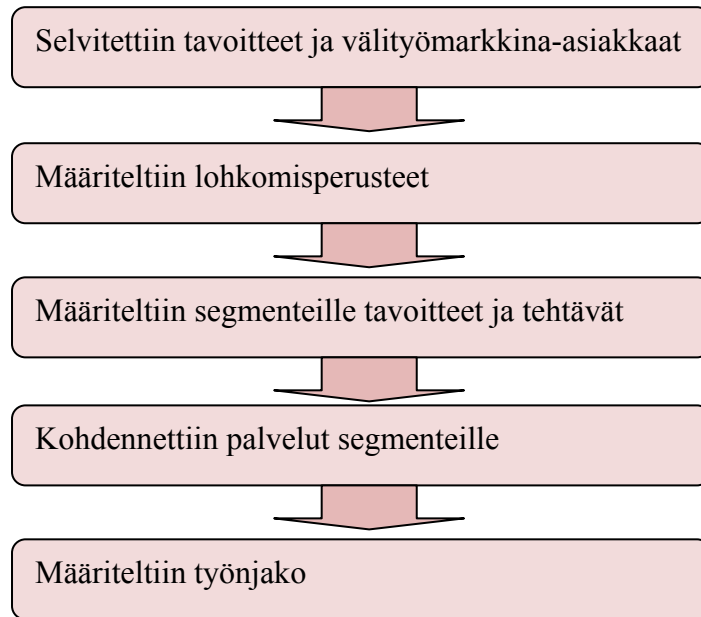 Selvitettiin tavoitteet ja välityömarkkina-asiakkaat
Määriteltiin lohkomisperusteet
Määriteltiin segmenteille tavoitteet ja tehtävät
Kohdennettiin palvelut segmenteille
Määriteltiin työnjako